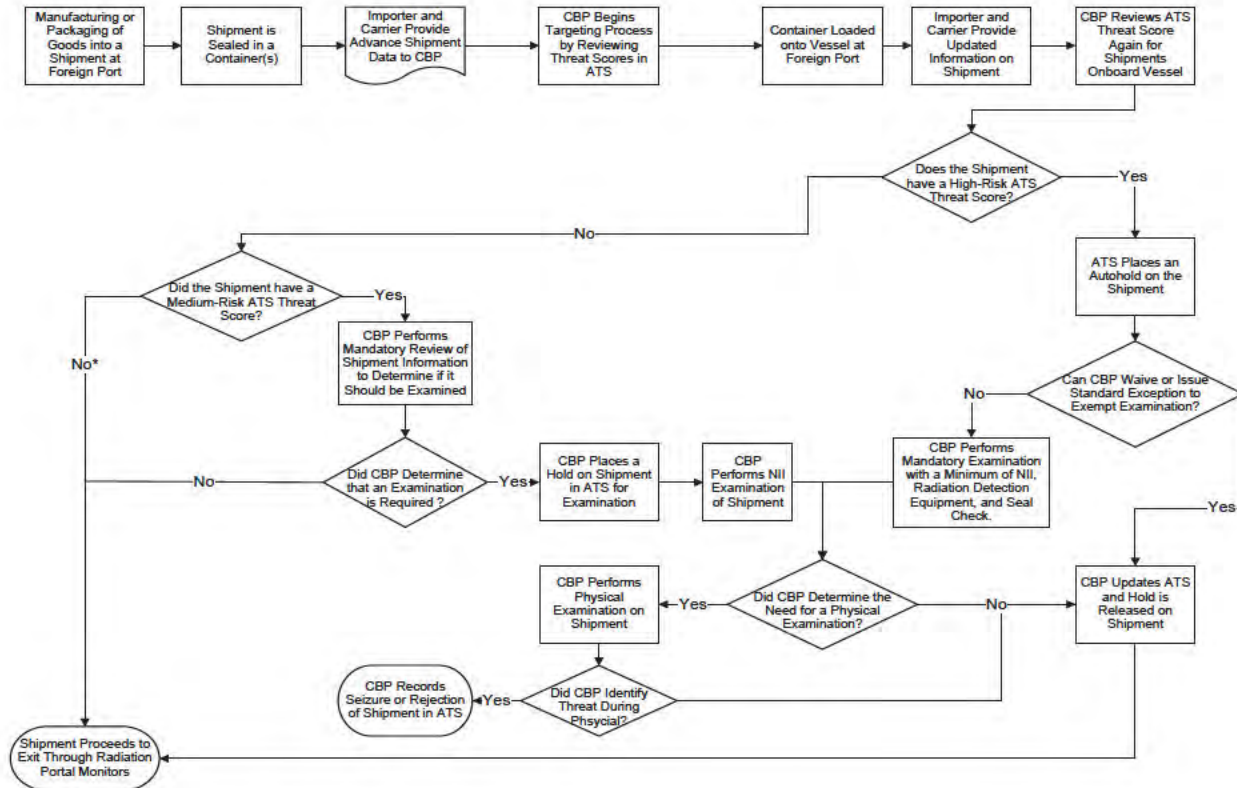 Manufacturing or
Packaging of
Goods into a
Shipment at
Foreign Port
Shipment is
Sealed in a
Container(s)
Importer and
Carrier Provide
Advance Shipment
Data to CBP
CBP Begins
Targeting Process
by Reviewing
Threat Scores in
ATS
Container Loaded
onto Vessel at
Foreign Port
Importer and
Carrier Provide
Updated
Information on
Shipment
CBP Reviews ATS
Threat Score
Again for
Shipments
Onboard Vessel
Does the Shipment
have a High-Risk ATS
Threat Score?
Yes
No
ATS Places an
Autohold on the
Shipment
Did the Shipment have a
Medium-Risk ATS Threat
Score?
Yes
No*
CBP Performs
Mandatory Review of
Shipment Information
to Determine if it
Should be Examined
Can CBP Waive or Issue
Standard Exception to
Exempt Examination?
No
Did CBP Determine
that an Examination
is Required ?
No
Yes
CBP Places a
Hold on Shipment
in ATS for
Examination
CBP
Performs NII
Examination
of Shipment
CBP Performs
Mandatory Examination
with a Minimum of NII,
Radiation Detection
Equipment, and Seal
Check.
Yes
CBP Performs
Physical
Examination on
Shipment
Yes
Did CBP Determine the
Need for a Physical
Examination?
No
CBP Updates ATS
and Hold is
Released on
Shipment
CBP Records
Seizure or Rejection
of Shipment in ATS
Yes
Did CBP Identify
Threat During
Phsycial?
Shipment Proceeds to
Exit Through Radiation
Portal Monitors